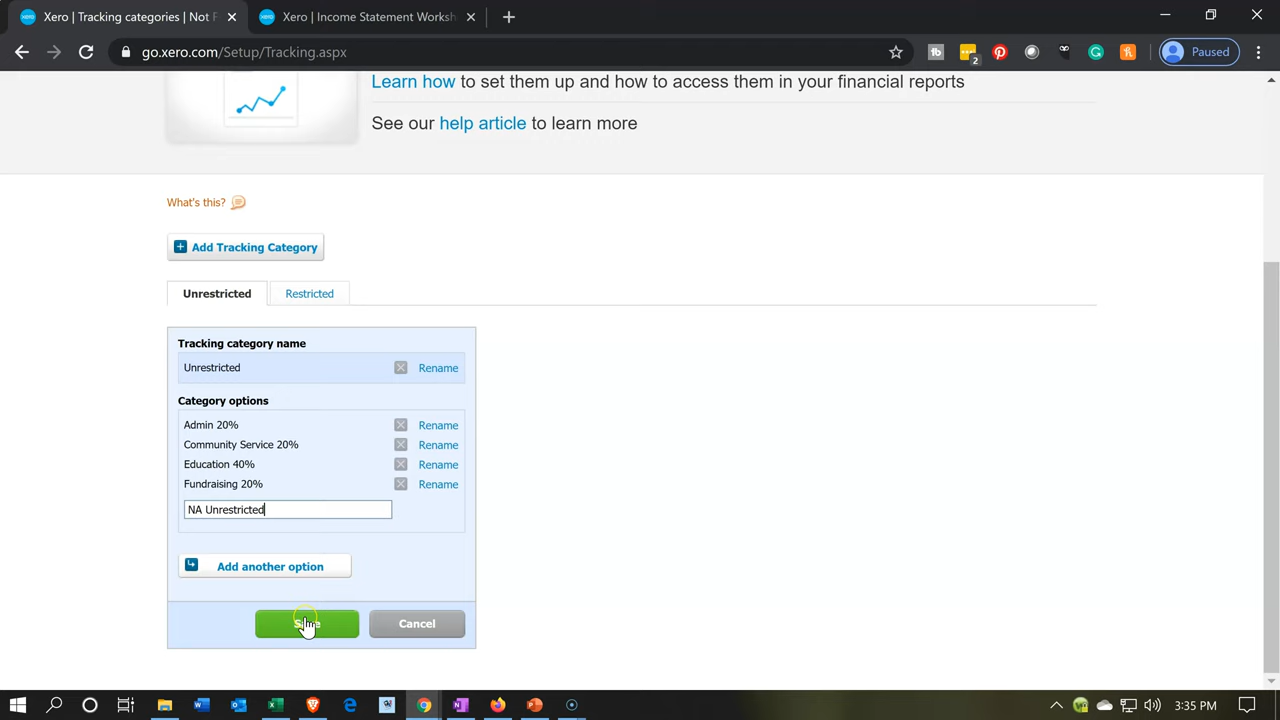 Xero | Tracking categories | Not F
Xero | Income Statement Worksh
go.xero.com/Setup/Tracking.aspx
2
Paused
Learn how to set them up and how to access them in your financial reports
See our help article to learn more
What's this?
Add Tracking Category
Unrestricted
Restricted
Tracking category name
Unrestricted
Rename
Category options
Admin 20%
Rename
Community Service 20%
Rename
Education 40%
Rename
Fundraising 20%
Rename
NA Unrestricted
Add another option
Save
Cancel
3:35 PM